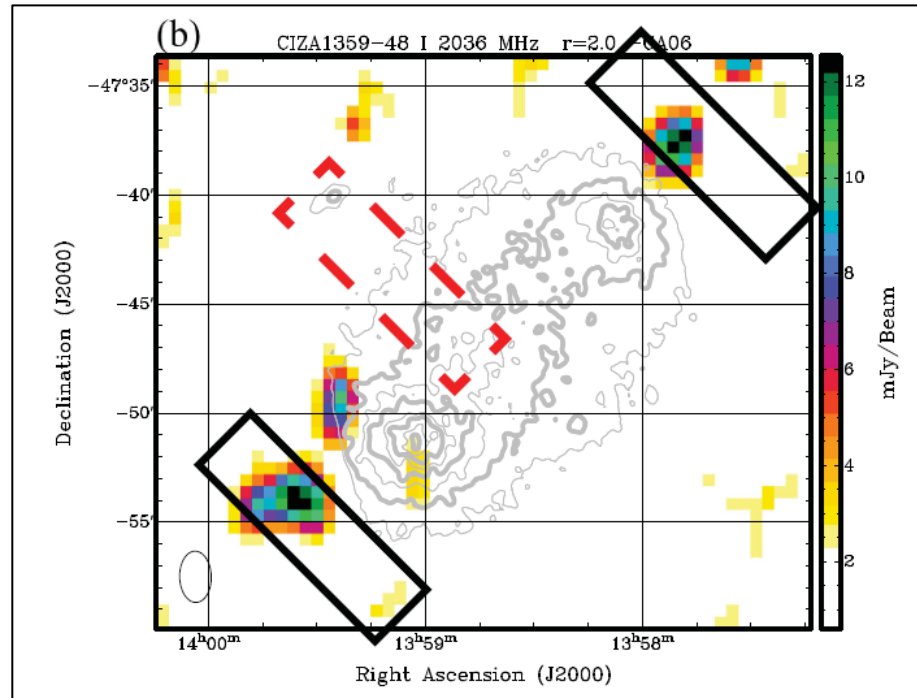 (b)
CIZA1359-48 I 2036 MHz r=2.0 -CA06
-47°35′
-40′
-45′
-50′
-55′
14ʰ00ᵐ
13ʰ59ᵐ
13ʰ58ᵐ
Declination (J2000)
Right Ascension (J2000)
12
10
8
6
4
2
mJy/Beam